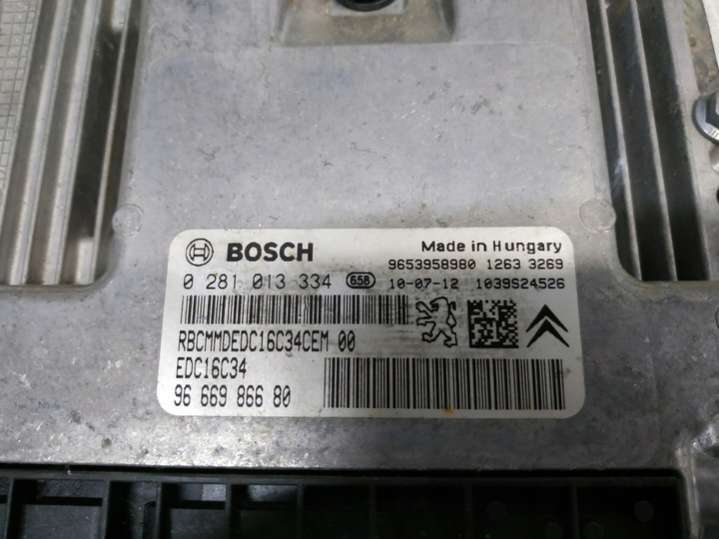 BOSCH
Made in Hungary
9653958980 1263 3269
0 281 013 334 658 10-07-12 1039S24526
RBCMMDEDC16C34CEM 00
EDC16C34
96 669 866 80